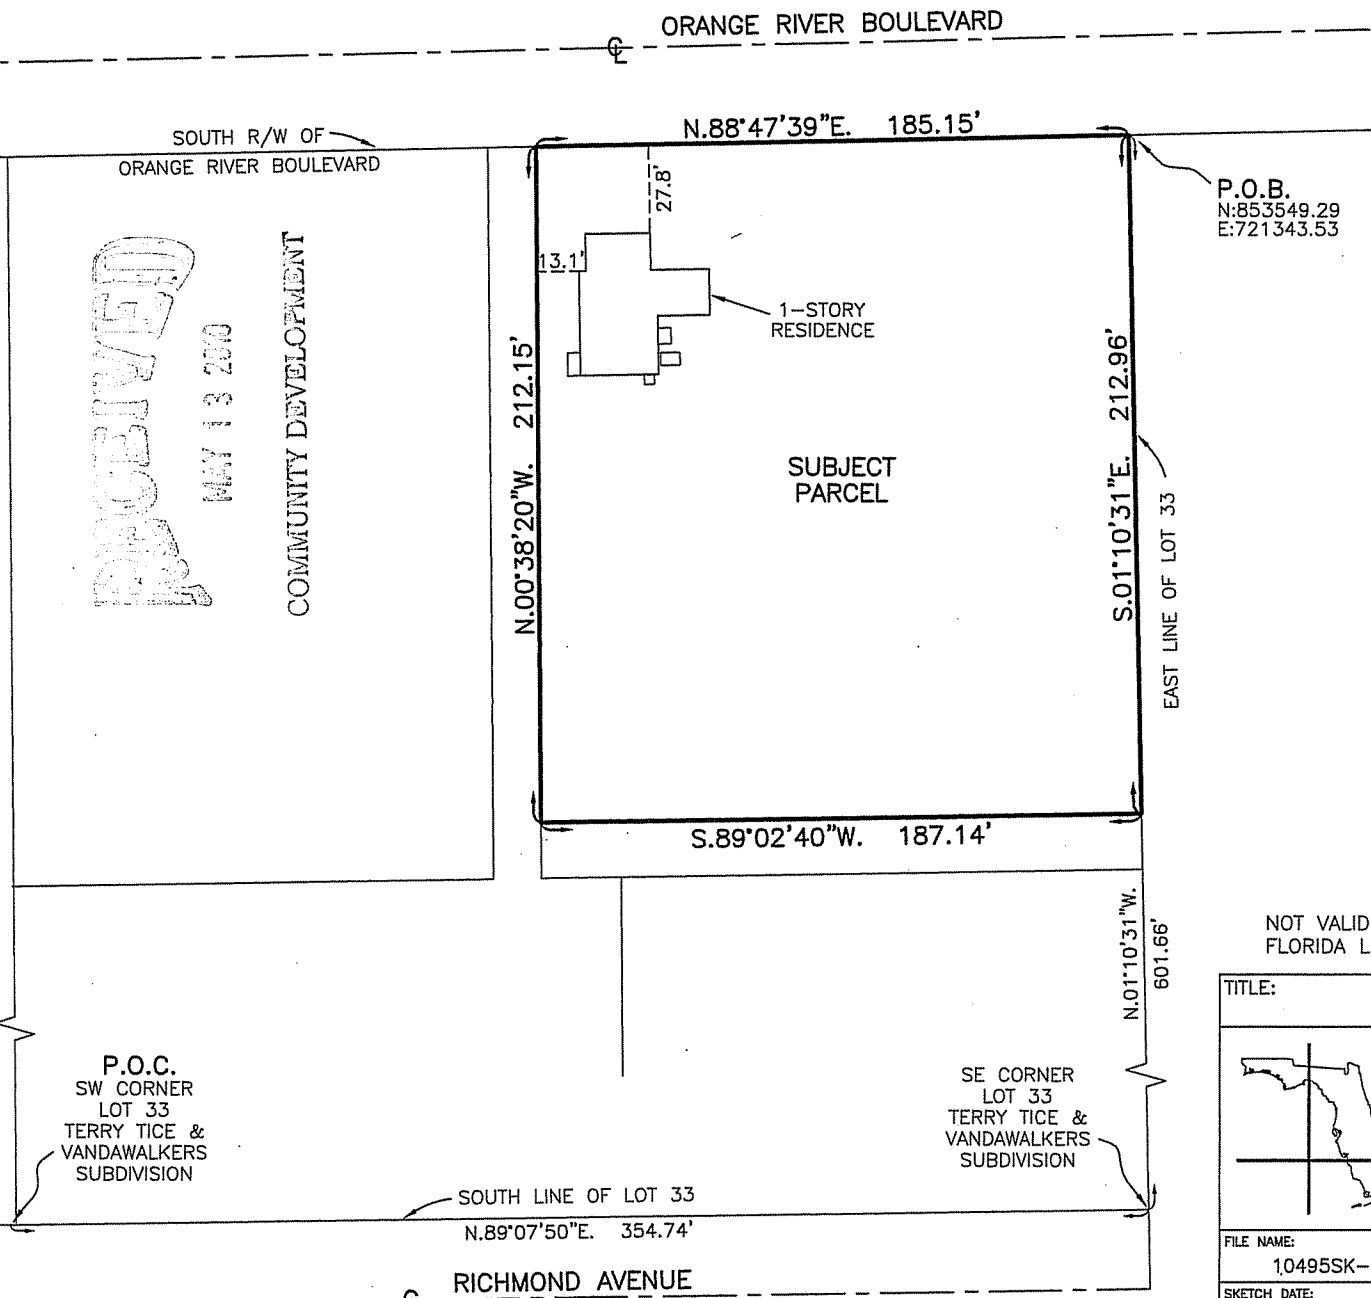 ORANGE RIVER BOULEVARD
SOUTH R/W OF
ORANGE RIVER BOULEVARD
N.88°47'39"E. 185.15'
P.O.B.
N:853549.29
E:721343.53
27.8'
13.1'
1-STORY
RESIDENCE
RECEIVED
MAY 13 2010
COMMUNITY DEVELOPMENT
N.00°38'20"W. 212.15'
SUBJECT
PARCEL
S.01°10'31"E. 212.96'
EAST LINE OF LOT 33
S.89°02'40"W. 187.14'
N.01°10'31"W.
601.66'
NOT VALID
FLORIDA L
TITLE:
P.O.C.
SW CORNER
LOT 33
TERRY TICE &
VANDAWALKERS
SUBDIVISION
SE CORNER
LOT 33
TERRY TICE &
VANDAWALKERS
SUBDIVISION
SOUTH LINE OF LOT 33
N.89°07'50"E. 354.74'
RICHMOND AVENUE
FILE NAME:
10495SK-
SKETCH DATE: